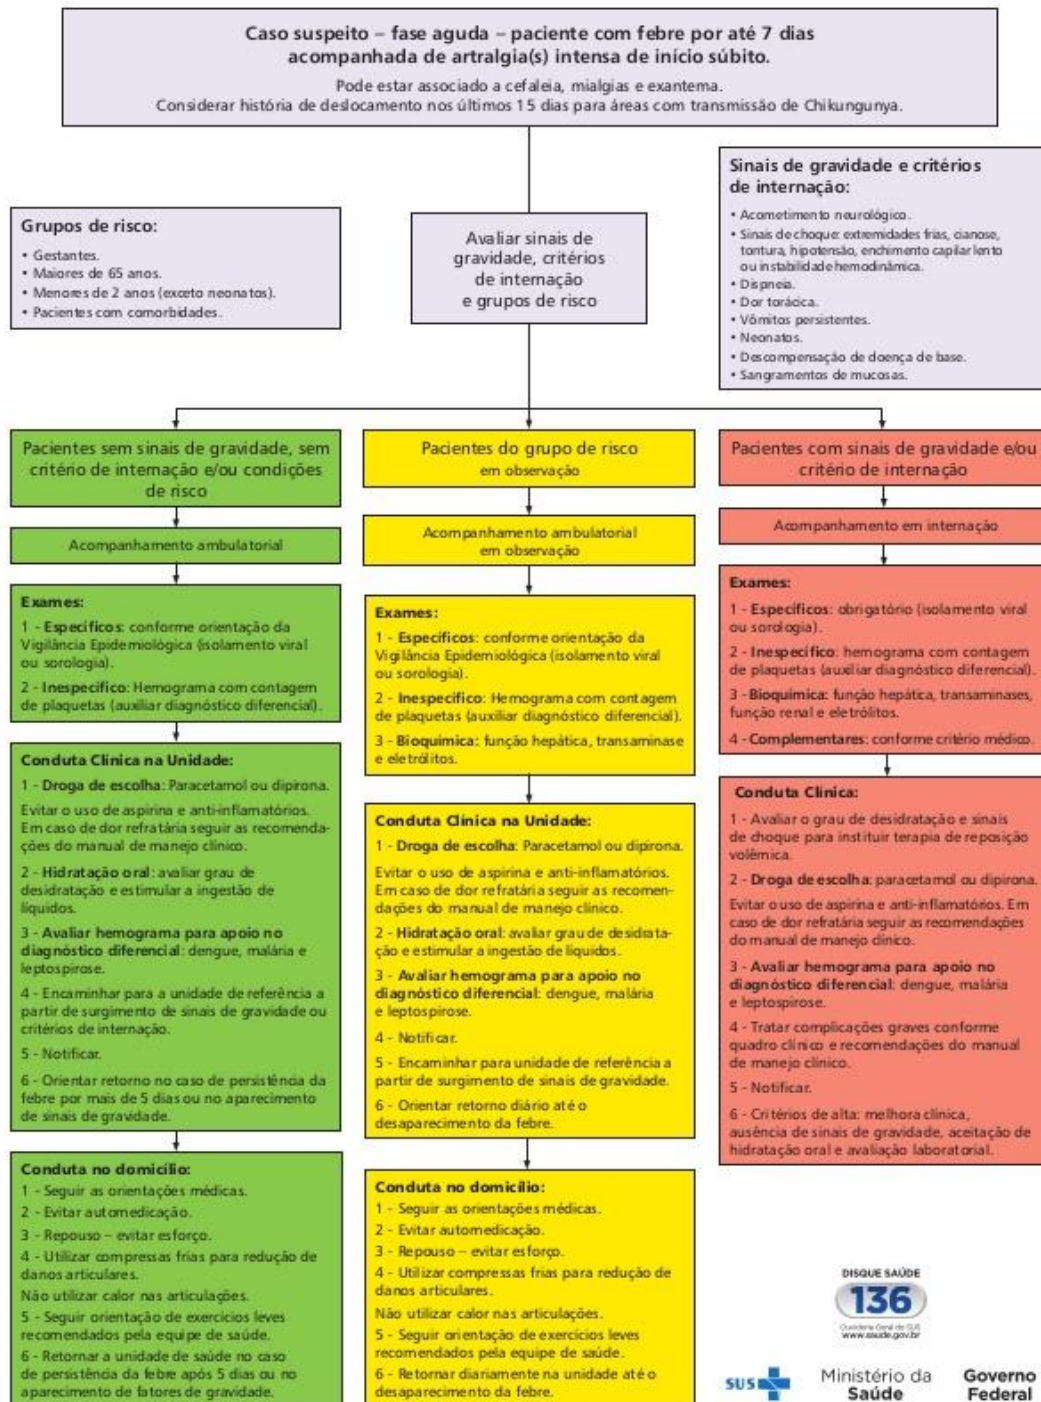 Caso suspeito – fase aguda – paciente com febre por até 7 dias
acompanhada de artralgia(s) intensa de início súbito.
Pode estar associado a cefaleia, mialgias e exantema.
Considerar história de deslocamento nos últimos 15 dias para áreas com transmissão de Chikungunya.
Grupos de risco:
• Gestantes.
• Maiores de 65 anos.
• Menores de 2 anos (exceto neonatos).
• Pacientes com comorbidades.
Avaliar sinais de
gravidade, critérios
de internação
e grupos de risco
Sinais de gravidade e critérios
de internação:
• Acometimento neurológico.
• Sinais de choque: extremidades frias, cianose,
tontura, hipotensão, enchimento capilar lento
ou instabilidade hemodinâmica.
• Dispneia.
• Dor torácica.
• Vômitos persistentes.
• Neonatos.
• Descompensação de doença de base.
• Sangramentos de mucosas.
Pacientes sem sinais de gravidade, sem
critério de internação e/ou condições
de risco
Acompanhamento ambulatorial
Exames:
1 - Específicos: conforme orientação da
Vigilância Epidemiológica (isolamento viral
ou sorologia).
2 - Inespecífico: Hemograma com contagem
de plaquetas (auxiliar diagnóstico diferencial).
Conduta Clínica na Unidade:
1 - Droga de escolha: Paracetamol ou dipirona.
Evitar o uso de aspirina e anti-inflamatórios.
Em caso de dor refratária seguir as recomenda-
ções do manual de manejo clínico.
2 - Hidratação oral: avaliar grau de
desidratação e estimular a ingestão de
líquidos.
3 - Avaliar hemograma para apoio no
diagnóstico diferencial: dengue, malária e
leptospirose.
4 - Encaminhar para a unidade de referência a
partir de surgimento de sinais de gravidade ou
critérios de internação.
5 - Notificar.
6 - Orientar retorno no caso de persistência da
febre por mais de 5 dias ou no aparecimento
de sinais de gravidade.
Conduta no domicílio:
1 - Seguir as orientações médicas.
2 - Evitar automedicação.
3 - Repouso – evitar esforço.
4 - Utilizar compressas frias para redução de
danos articulares.
Não utilizar calor nas articulações.
5 - Seguir orientação de exercícios leves
recomendados pela equipe de saúde.
6 - Retornar a unidade de saúde no caso
de persistência da febre após 5 dias ou no
aparecimento de fatores de gravidade.
Pacientes do grupo de risco
em observação
Acompanhamento ambulatorial
em observação
Exames:
1 - Específicos: conforme orientação da
Vigilância Epidemiológica (isolamento viral
ou sorologia).
2 - Inespecífico: Hemograma com contagem
de plaquetas (auxiliar diagnóstico diferencial).
3 - Bioquímica: função hepática, transaminase
e eletrólitos.
Conduta Clínica na Unidade:
1 - Droga de escolha: Paracetamol ou dipirona.
Evitar o uso de aspirina e anti-inflamatórios.
Em caso de dor refratária seguir as recomen-
dações do manual de manejo clínico.
2 - Hidratação oral: avaliar grau de desidrata-
ção e estimular a ingestão de líquidos.
3 - Avaliar hemograma para apoio no
diagnóstico diferencial: dengue, malária
e leptospirose.
4 - Notificar.
5 - Encaminhar para unidade de referência a
partir de surgimento de sinais de gravidade.
6 - Orientar retorno diário até o
desaparecimento da febre.
Conduta no domicílio:
1 - Seguir as orientações médicas.
2 - Evitar automedicação.
3 - Repouso – evitar esforço.
4 - Utilizar compressas frias para redução de
danos articulares.
Não utilizar calor nas articulações.
5 - Seguir orientação de exercícios leves
recomendados pela equipe de saúde.
6 - Retornar diariamente na unidade até o
desaparecimento da febre.
Pacientes com sinais de gravidade e/ou
critério de internação
Acompanhamento em internação
Exames:
1 - Específicos: obrigatório (isolamento viral
ou sorologia).
2 - Inespecífico: hemograma com contagem
de plaquetas (auxiliar diagnóstico diferencial).
3 - Bioquímica: função hepática, transaminases,
função renal e eletrólitos.
4 - Complementares: conforme critério médico.
Conduta Clínica:
1 - Avaliar o grau de desidratação e sinais
de choque para instituir terapia de reposição
volêmica.
2 - Droga de escolha: paracetamol ou dipirona.
Evitar o uso de aspirina e anti-inflamatórios. Em
caso de dor refratária seguir as recomendações
do manual de manejo clínico.
3 - Avaliar hemograma para apoio no
diagnóstico diferencial: dengue, malária
e leptospirose.
4 - Tratar complicações graves conforme
quadro clínico e recomendações do manual
de manejo clínico.
5 - Notificar.
6 - Critérios de alta: melhora clínica,
ausência de sinais de gravidade, aceitação de
hidratação oral e avaliação laboratorial.
DISQUE SAÚDE
136
Ouvidoria Geral do SUS
www.saude.gov.br
SUS
Ministério da
Saúde
Governo
Federal